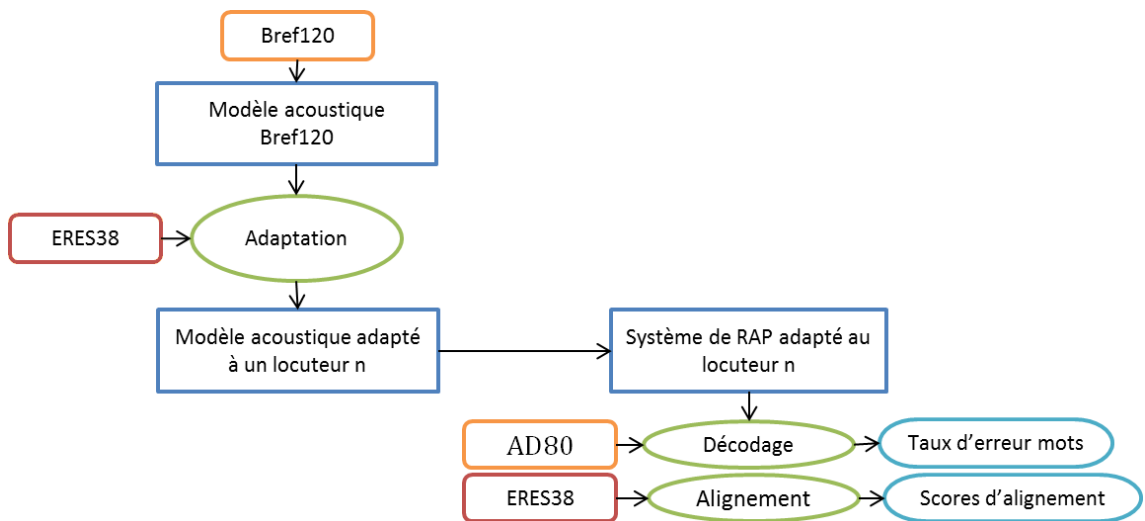 Bref120
Modèle acoustique
Bref120
ERES38
Adaptation
Modèle acoustique adapté
à un locuteur n
Système de RAP adapté au
locuteur n
AD80
Décodage
Taux d'erreur mots
ERES38
Alignement
Scores d'alignement